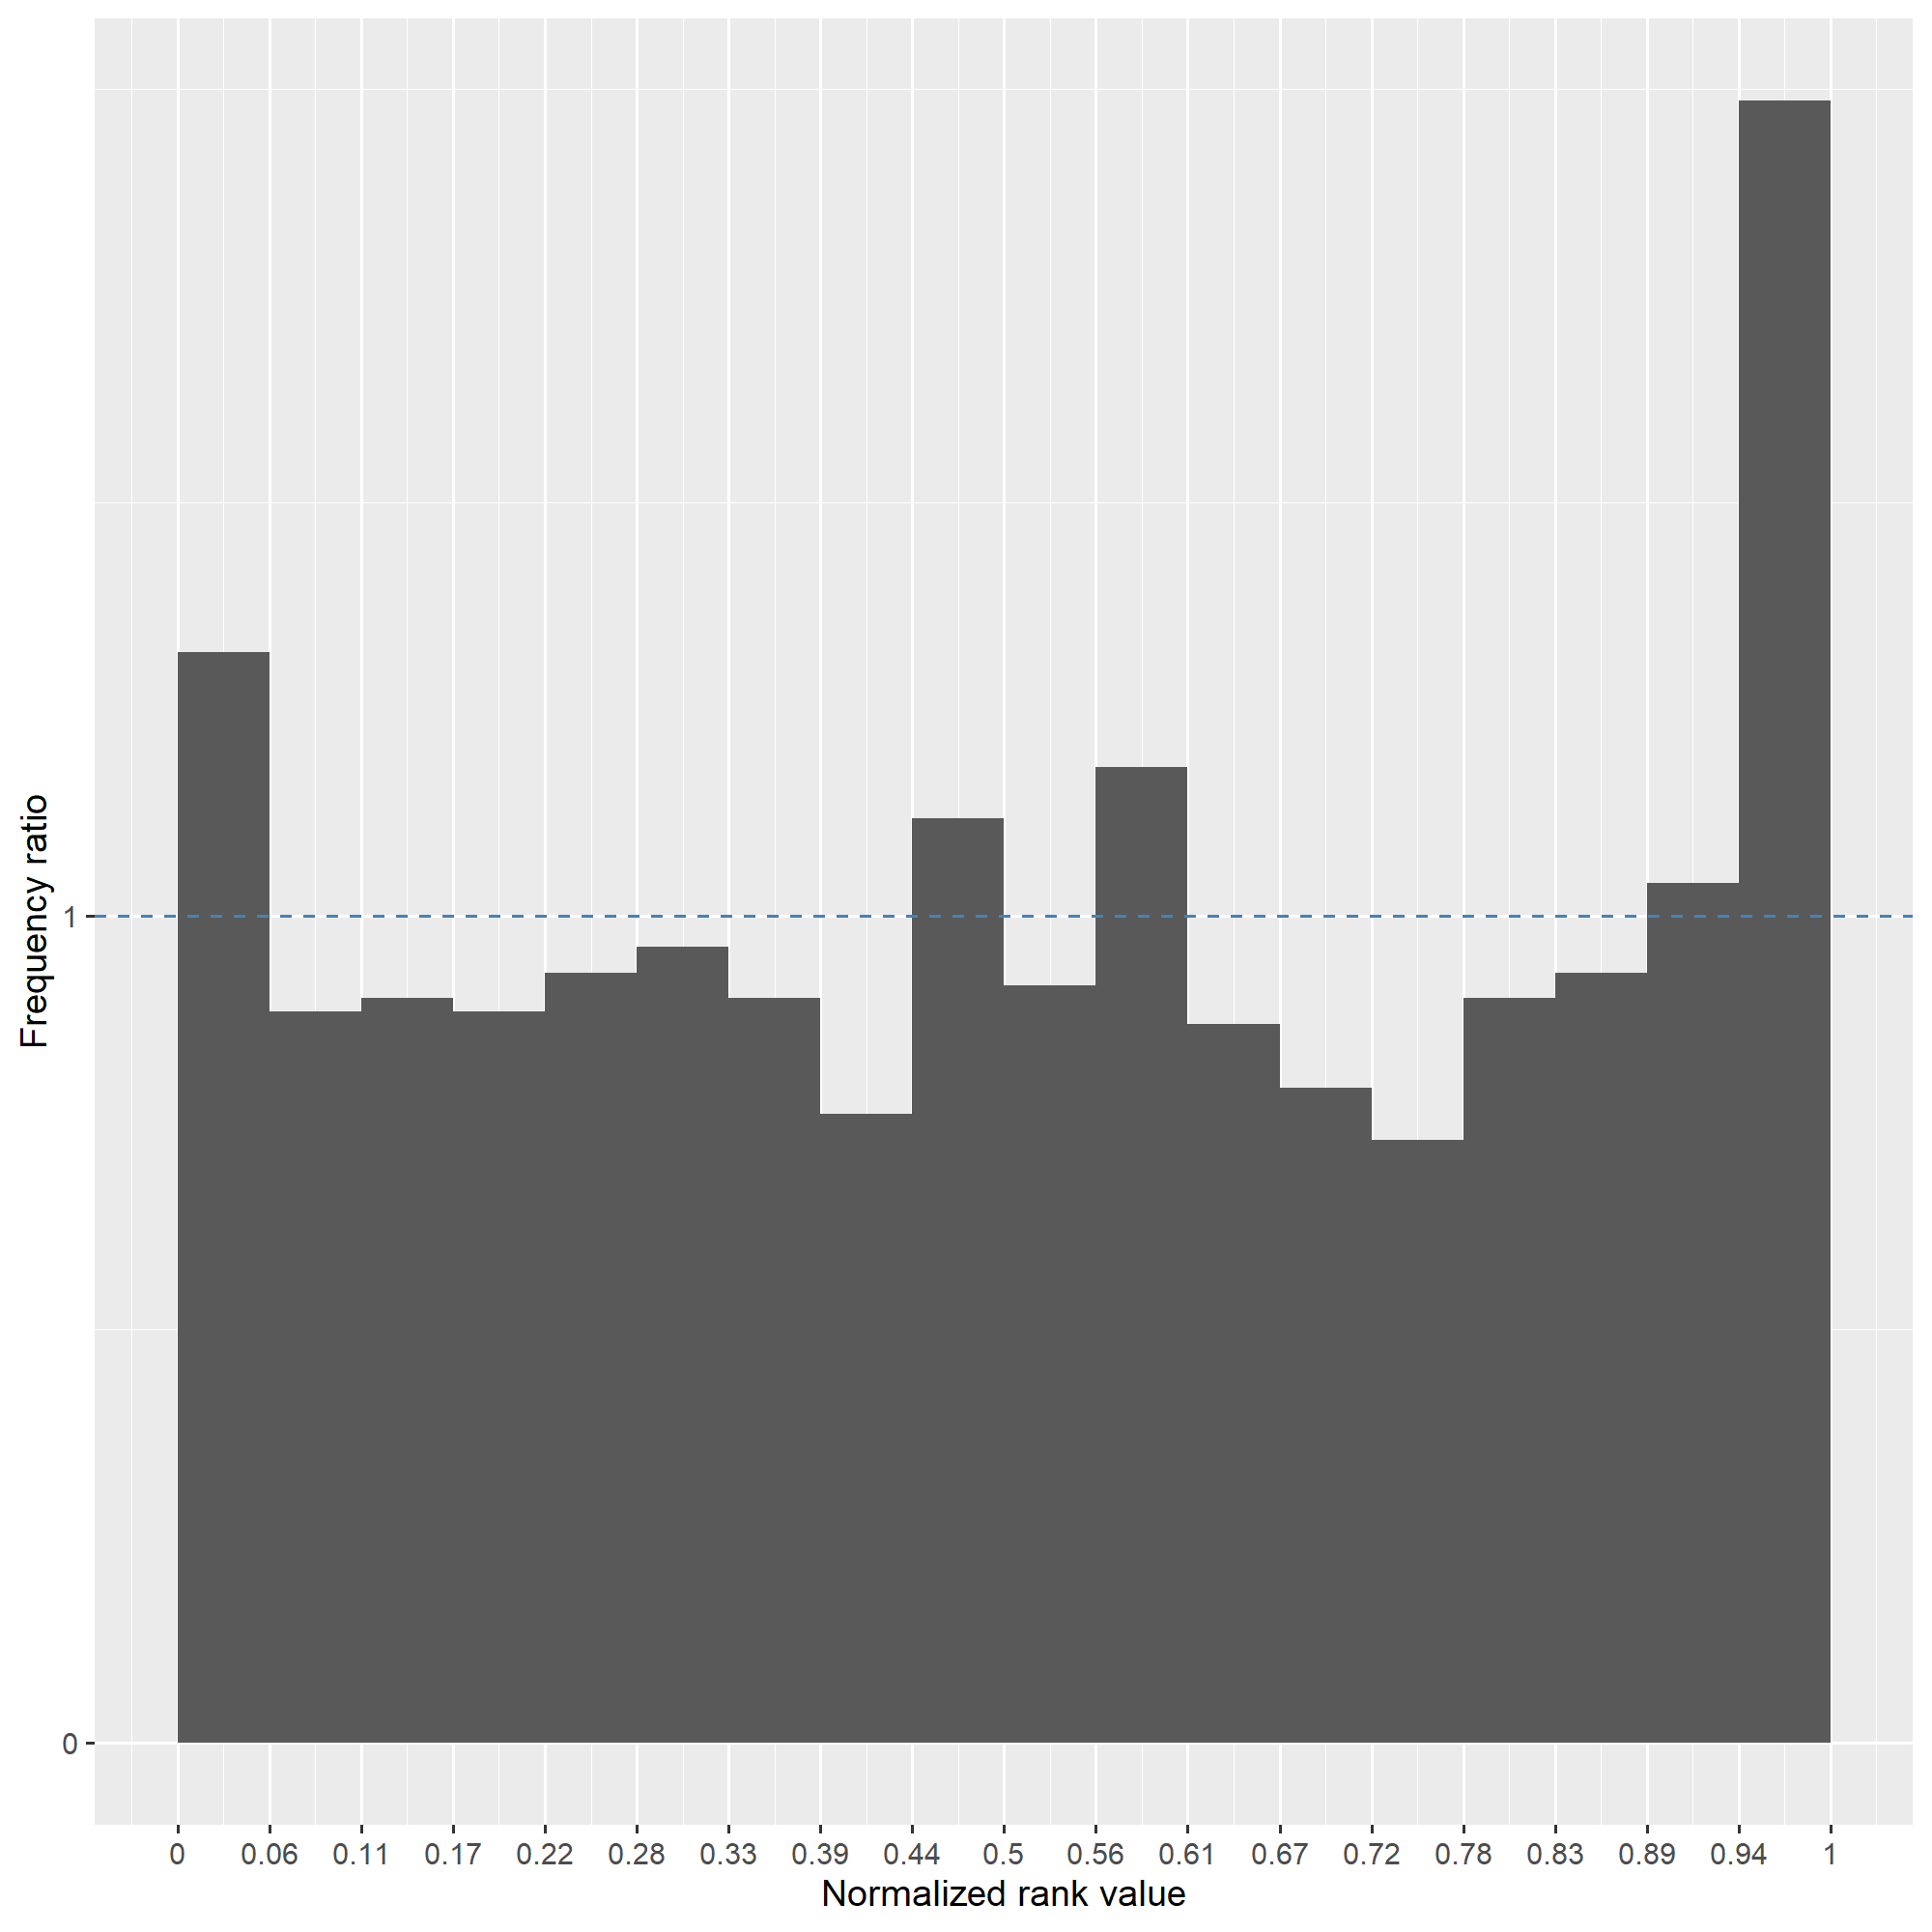 Frequency ratio
1
0
0 0.06 0.11 0.17 0.22 0.28 0.33 0.39 0.44 0.5 0.56 0.61 0.67 0.72 0.78 0.83 0.89 0.94 1
Normalized rank value